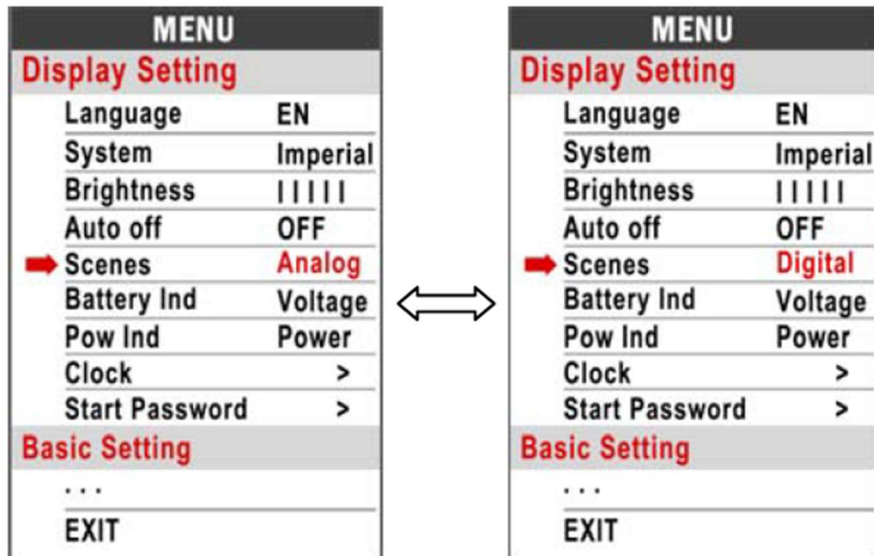 MENU
Display Setting
Language EN
System Imperial
Brightness | | | | |
Auto off OFF
Scenes Analog
Battery Ind Voltage
Pow Ind Power
Clock >
Start Password >
Basic Setting
. . .
EXIT
MENU
Display Setting
Language EN
System Imperial
Brightness | | | | |
Auto off OFF
Scenes Digital
Battery Ind Voltage
Pow Ind Power
Clock >
Start Password >
Basic Setting
. . .
EXIT